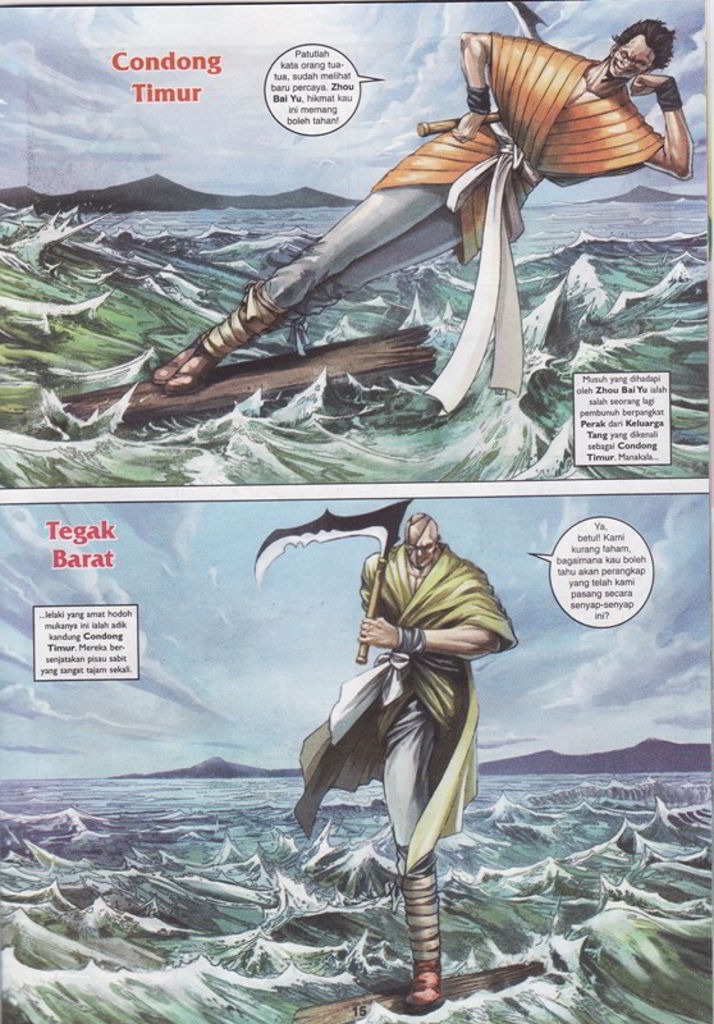 Condong
Timur
Patutlah
kata orang tua-
tua, sudah melihat
baru percaya. Zhou
Bai Yu, hikmat kau
ini memang
boleh tahan!
Musuh yang dihadapi
oleh Zhou Bai Yu ialah
salah seorang lagi
pembunuh berpangkat
Perak dari Keluarga
Tang yang dikenali
sebagai Condong
Timur. Manakala...
Tegak
Barat
Ya,
betul! Kami
kurang faham,
bagaimana kau boleh
tahu akan perangkap
yang telah kami
pasang secara
senyap-senyap
ini?
...lelaki yang amat hodoh
mukanya ini ialah adik
kandung Condong
Timur. Mereka ber-
senjatakan pisau sabit
yang sangat tajam sekali.
15